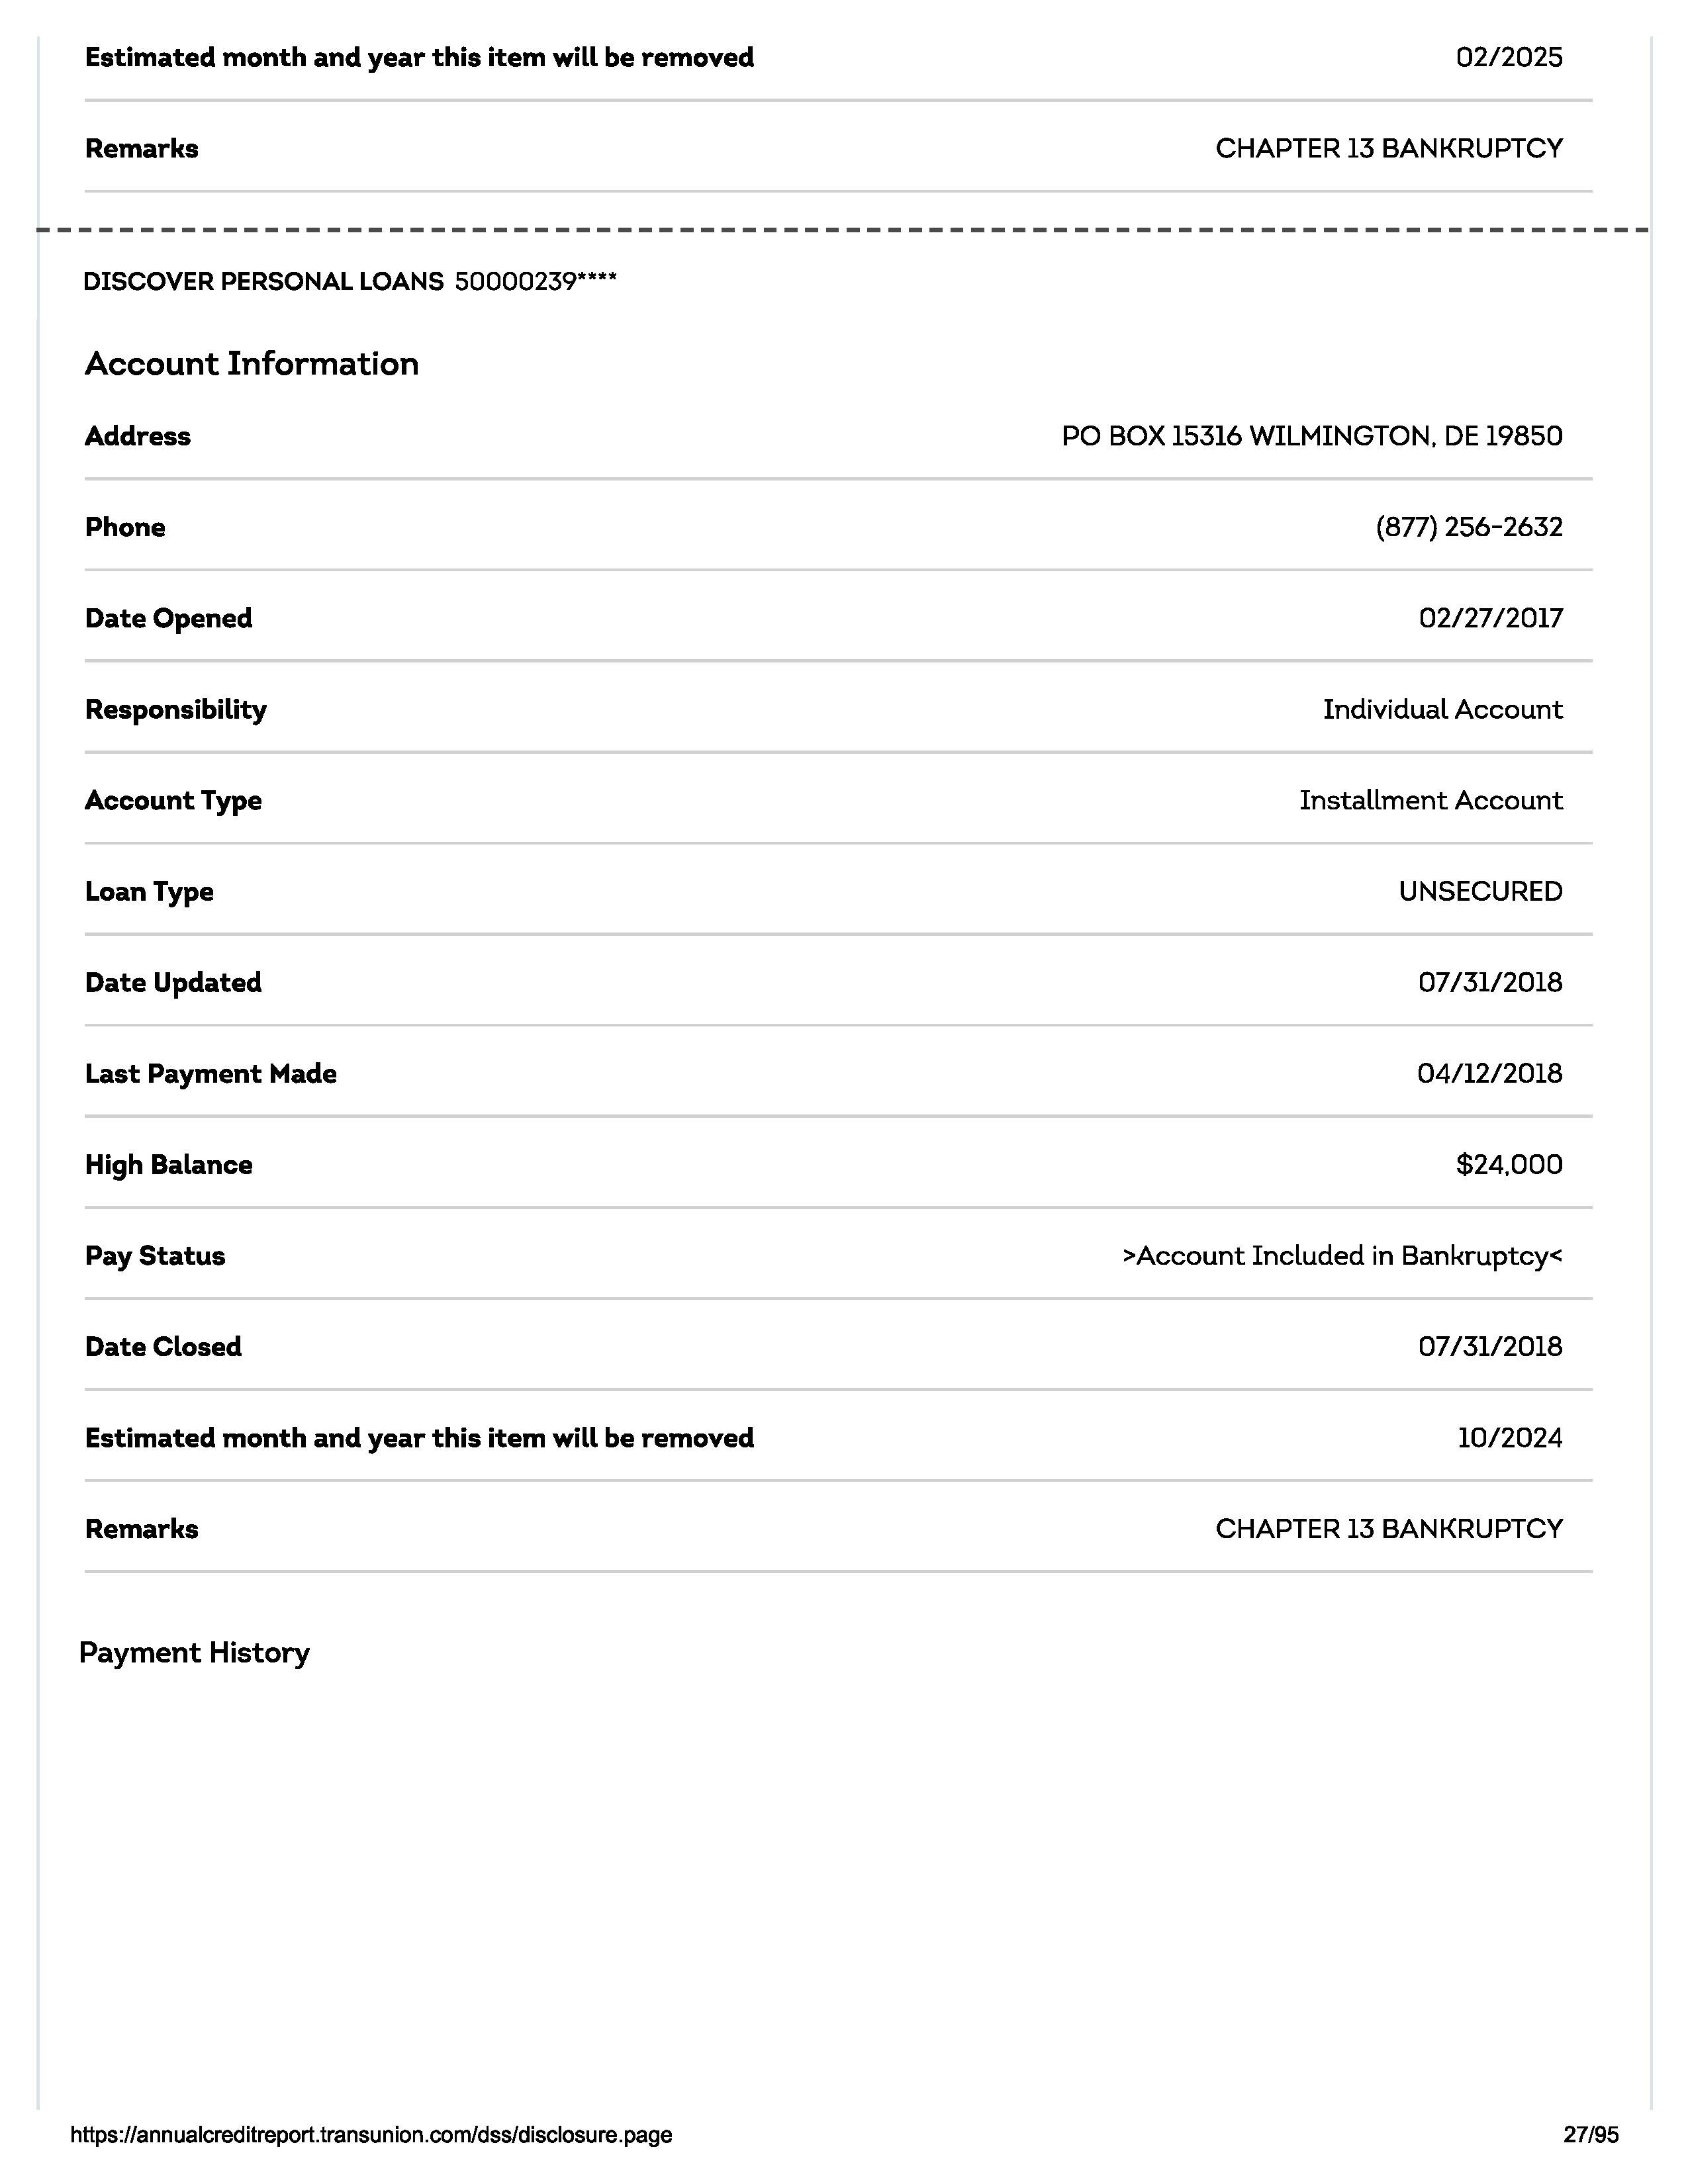 Estimated month and year this item will be removed 02/2025
Remarks CHAPTER 13 BANKRUPTCY
DISCOVER PERSONAL LOANS 50000239****
Account Information
Address PO BOX 15316 WILMINGTON, DE 19850
Phone (877) 256-2632
Date Opened 02/27/2017
Responsibility Individual Account
Account Type Installment Account
Loan Type UNSECURED
Date Updated 07/31/2018
Last Payment Made 04/12/2018
High Balance $24,000
Pay Status >Account Included in Bankruptcy<
Date Closed 07/31/2018
Estimated month and year this item will be removed 10/2024
Remarks CHAPTER 13 BANKRUPTCY
Payment History
https://annualcreditreport.transunion.com/dss/disclosure.page 27/95